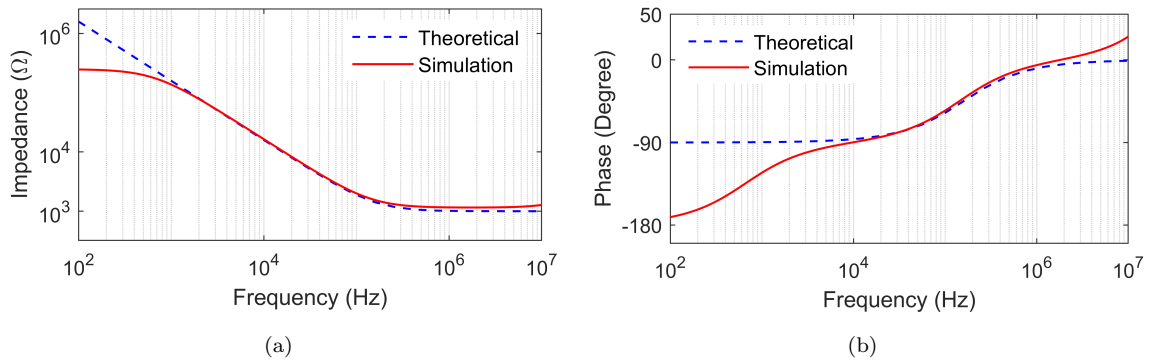 10^6
10^4
10^3
Impedance (Ω)
Theoretical
Simulation
10^2
10^4
10^6
10^7
Frequency (Hz)
(a)
50
0
-90
-180
Phase (Degree)
Theoretical
Simulation
10^2
10^4
10^6
10^7
Frequency (Hz)
(b)